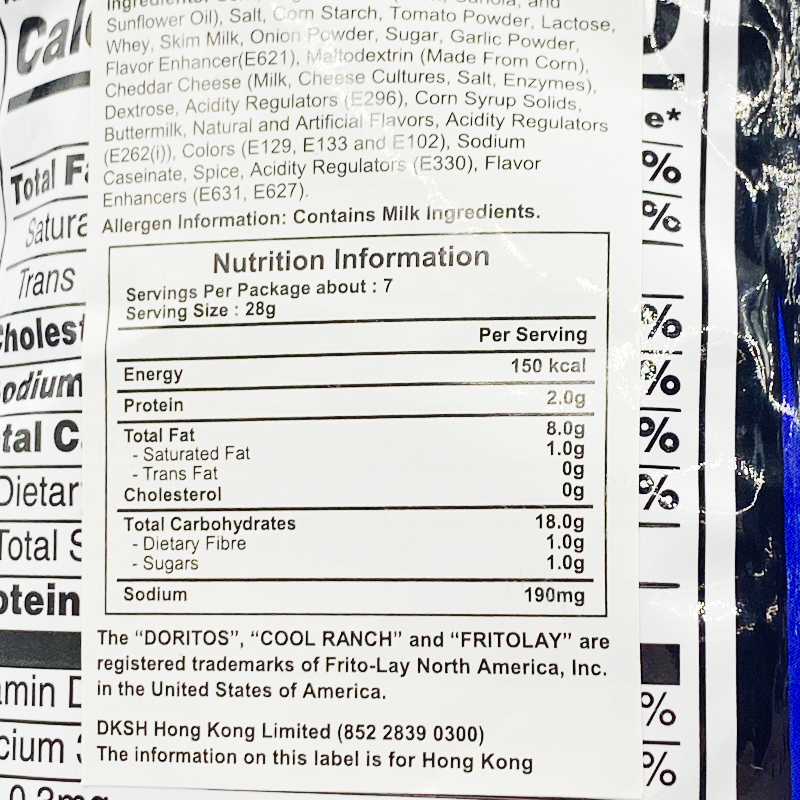 Ingredients:
Sunflower Oil), Salt, Corn Starch, Tomato Powder, Lactose,
Whey, Skim Milk, Onion Powder, Sugar, Garlic Powder,
Flavor Enhancer(E621), Maltodextrin (Made From Corn),
Cheddar Cheese (Milk, Cheese Cultures, Salt, Enzymes),
Dextrose, Acidity Regulators (E296), Corn Syrup Solids,
Buttermilk, Natural and Artificial Flavors, Acidity Regulators
(E262(i)), Colors (E129, E133 and E102), Sodium
Caseinate, Spice, Acidity Regulators (E330), Flavor
Enhancers (E631, E627).
Allergen Information: Contains Milk Ingredients.
Nutrition Information
Servings Per Package about : 7
Serving Size : 28g
Per Serving
Energy 150 kcal
Protein 2.0g
Total Fat 8.0g
- Saturated Fat 1.0g
- Trans Fat 0g
Cholesterol 0g
Total Carbohydrates 18.0g
- Dietary Fibre 1.0g
- Sugars 1.0g
Sodium 190mg
The “DORITOS”, “COOL RANCH” and “FRITOLAY” are
registered trademarks of Frito-Lay North America, Inc.
in the United States of America.
DKSH Hong Kong Limited (852 2839 0300)
The information on this label is for Hong Kong
Cal
e*
Total Fa %
Satura %
Trans
Cholest %
odium %
tal C %
Dietar %
Total S
otein
min D %
cium %